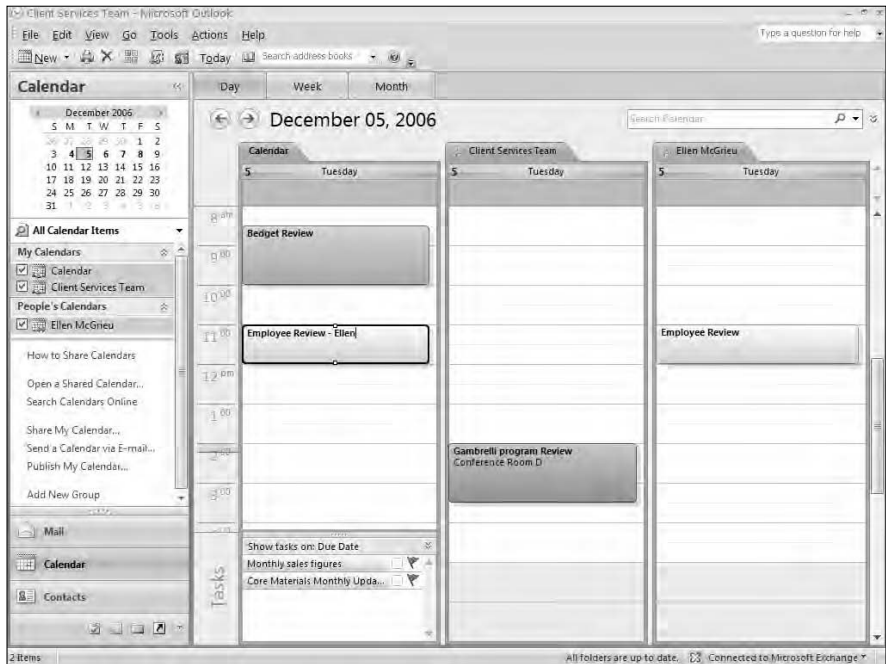 Client Services Team - Microsoft Outlook
File Edit View Go Tools Actions Help
Type a question for help
New Today Search address books
Calendar
Day Week Month
December 2006
S M T W T F S
26 27 28 29 30 1 2
3 4 5 6 7 8 9
10 11 12 13 14 15 16
17 18 19 20 21 22 23
24 25 26 27 28 29 30
31 1 2 3 4 5 6
All Calendar Items
My Calendars
Calendar
Client Services Team
People's Calendars
Ellen McGrieu
How to Share Calendars
Open a Shared Calendar...
Search Calendars Online
Share My Calendar...
Send a Calendar via E-mail...
Publish My Calendar...
Add New Group
Mail
Calendar
Contacts
December 05, 2006
Search Calendar
Calendar
Client Services Team
Ellen McGrieu
5 Tuesday
5 Tuesday
5 Tuesday
8 am
9 00
10 00
11 00
12 pm
1 00
2 00
3 00
Bedget Review
Employee Review - Ellen
Gambrelli program Review
Conference Room D
Employee Review
Tasks
Show tasks on: Due Date
Monthly sales figures
Core Materials Monthly Upda...
2 Items
All folders are up to date. Connected to Microsoft Exchange